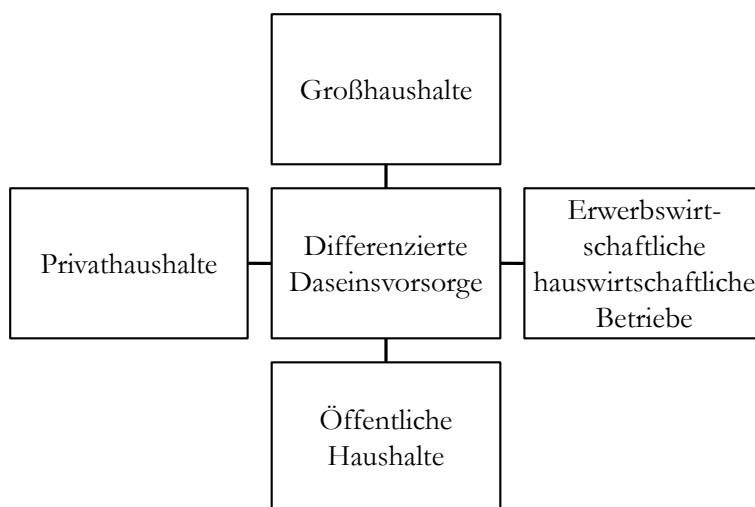 Großhaushalte
Privathaushalte
Differenzierte
Daseinsvorsorge
Erwerbswirt-
schaftliche
hauswirtschaftliche
Betriebe
Öffentliche
Haushalte